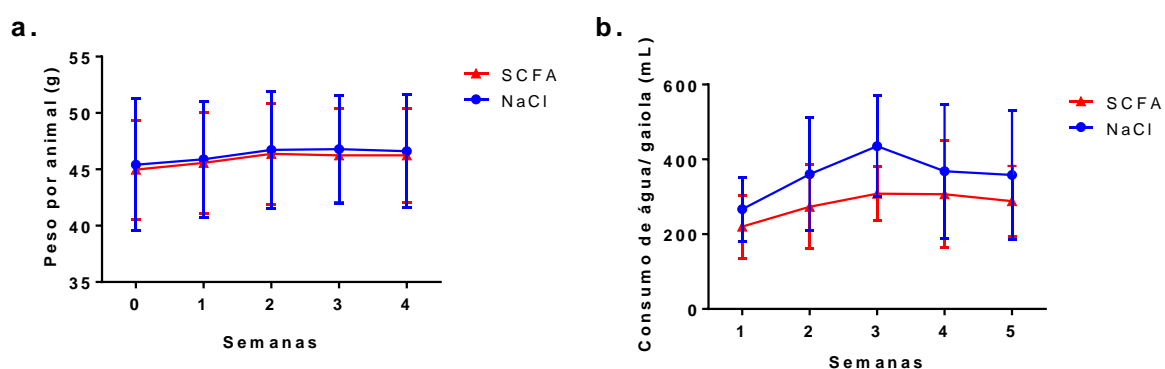 a.
Peso por animal (g)
55
50
45
40
35
0 1 2 3 4
Semanas
SCFA
NaCl
b.
Consumo de água/ gaiola (mL)
600
400
200
0
1 2 3 4 5
Semanas
SCFA
NaCl